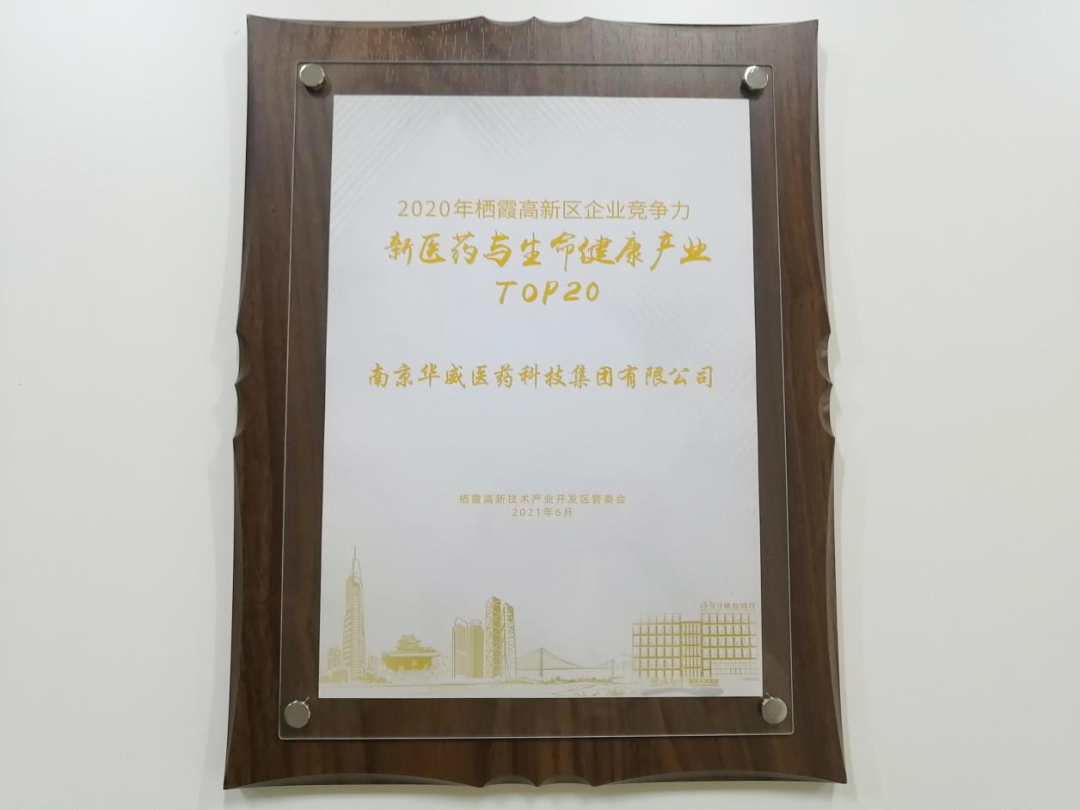 2020年栖霞高新区企业竞争力
新医药与生命健康产业
TOP20
南京华威医药科技集团有限公司
栖霞高新技术产业开发区管委会
2021年6月